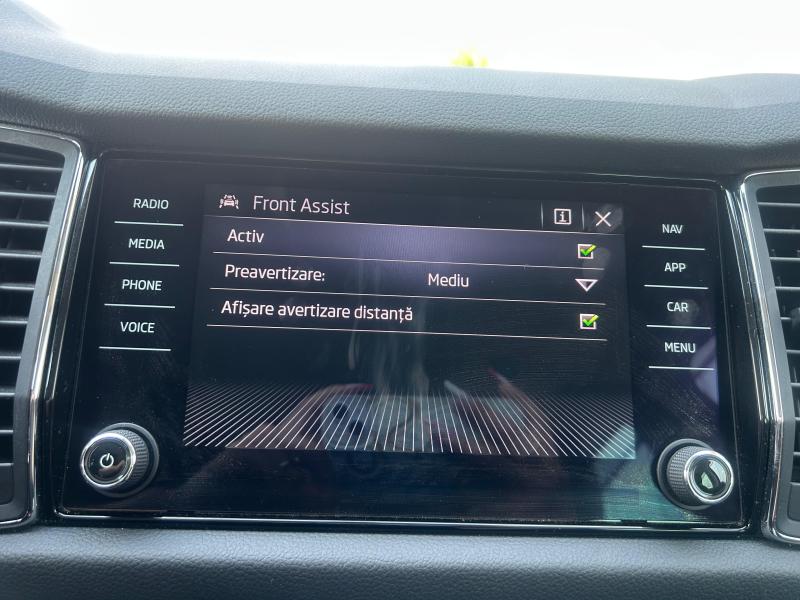 RADIO
MEDIA
PHONE
VOICE
Front Assist
Activ
Preavertizare: Mediu
Afișare avertizare distanță
NAV
APP
CAR
MENU